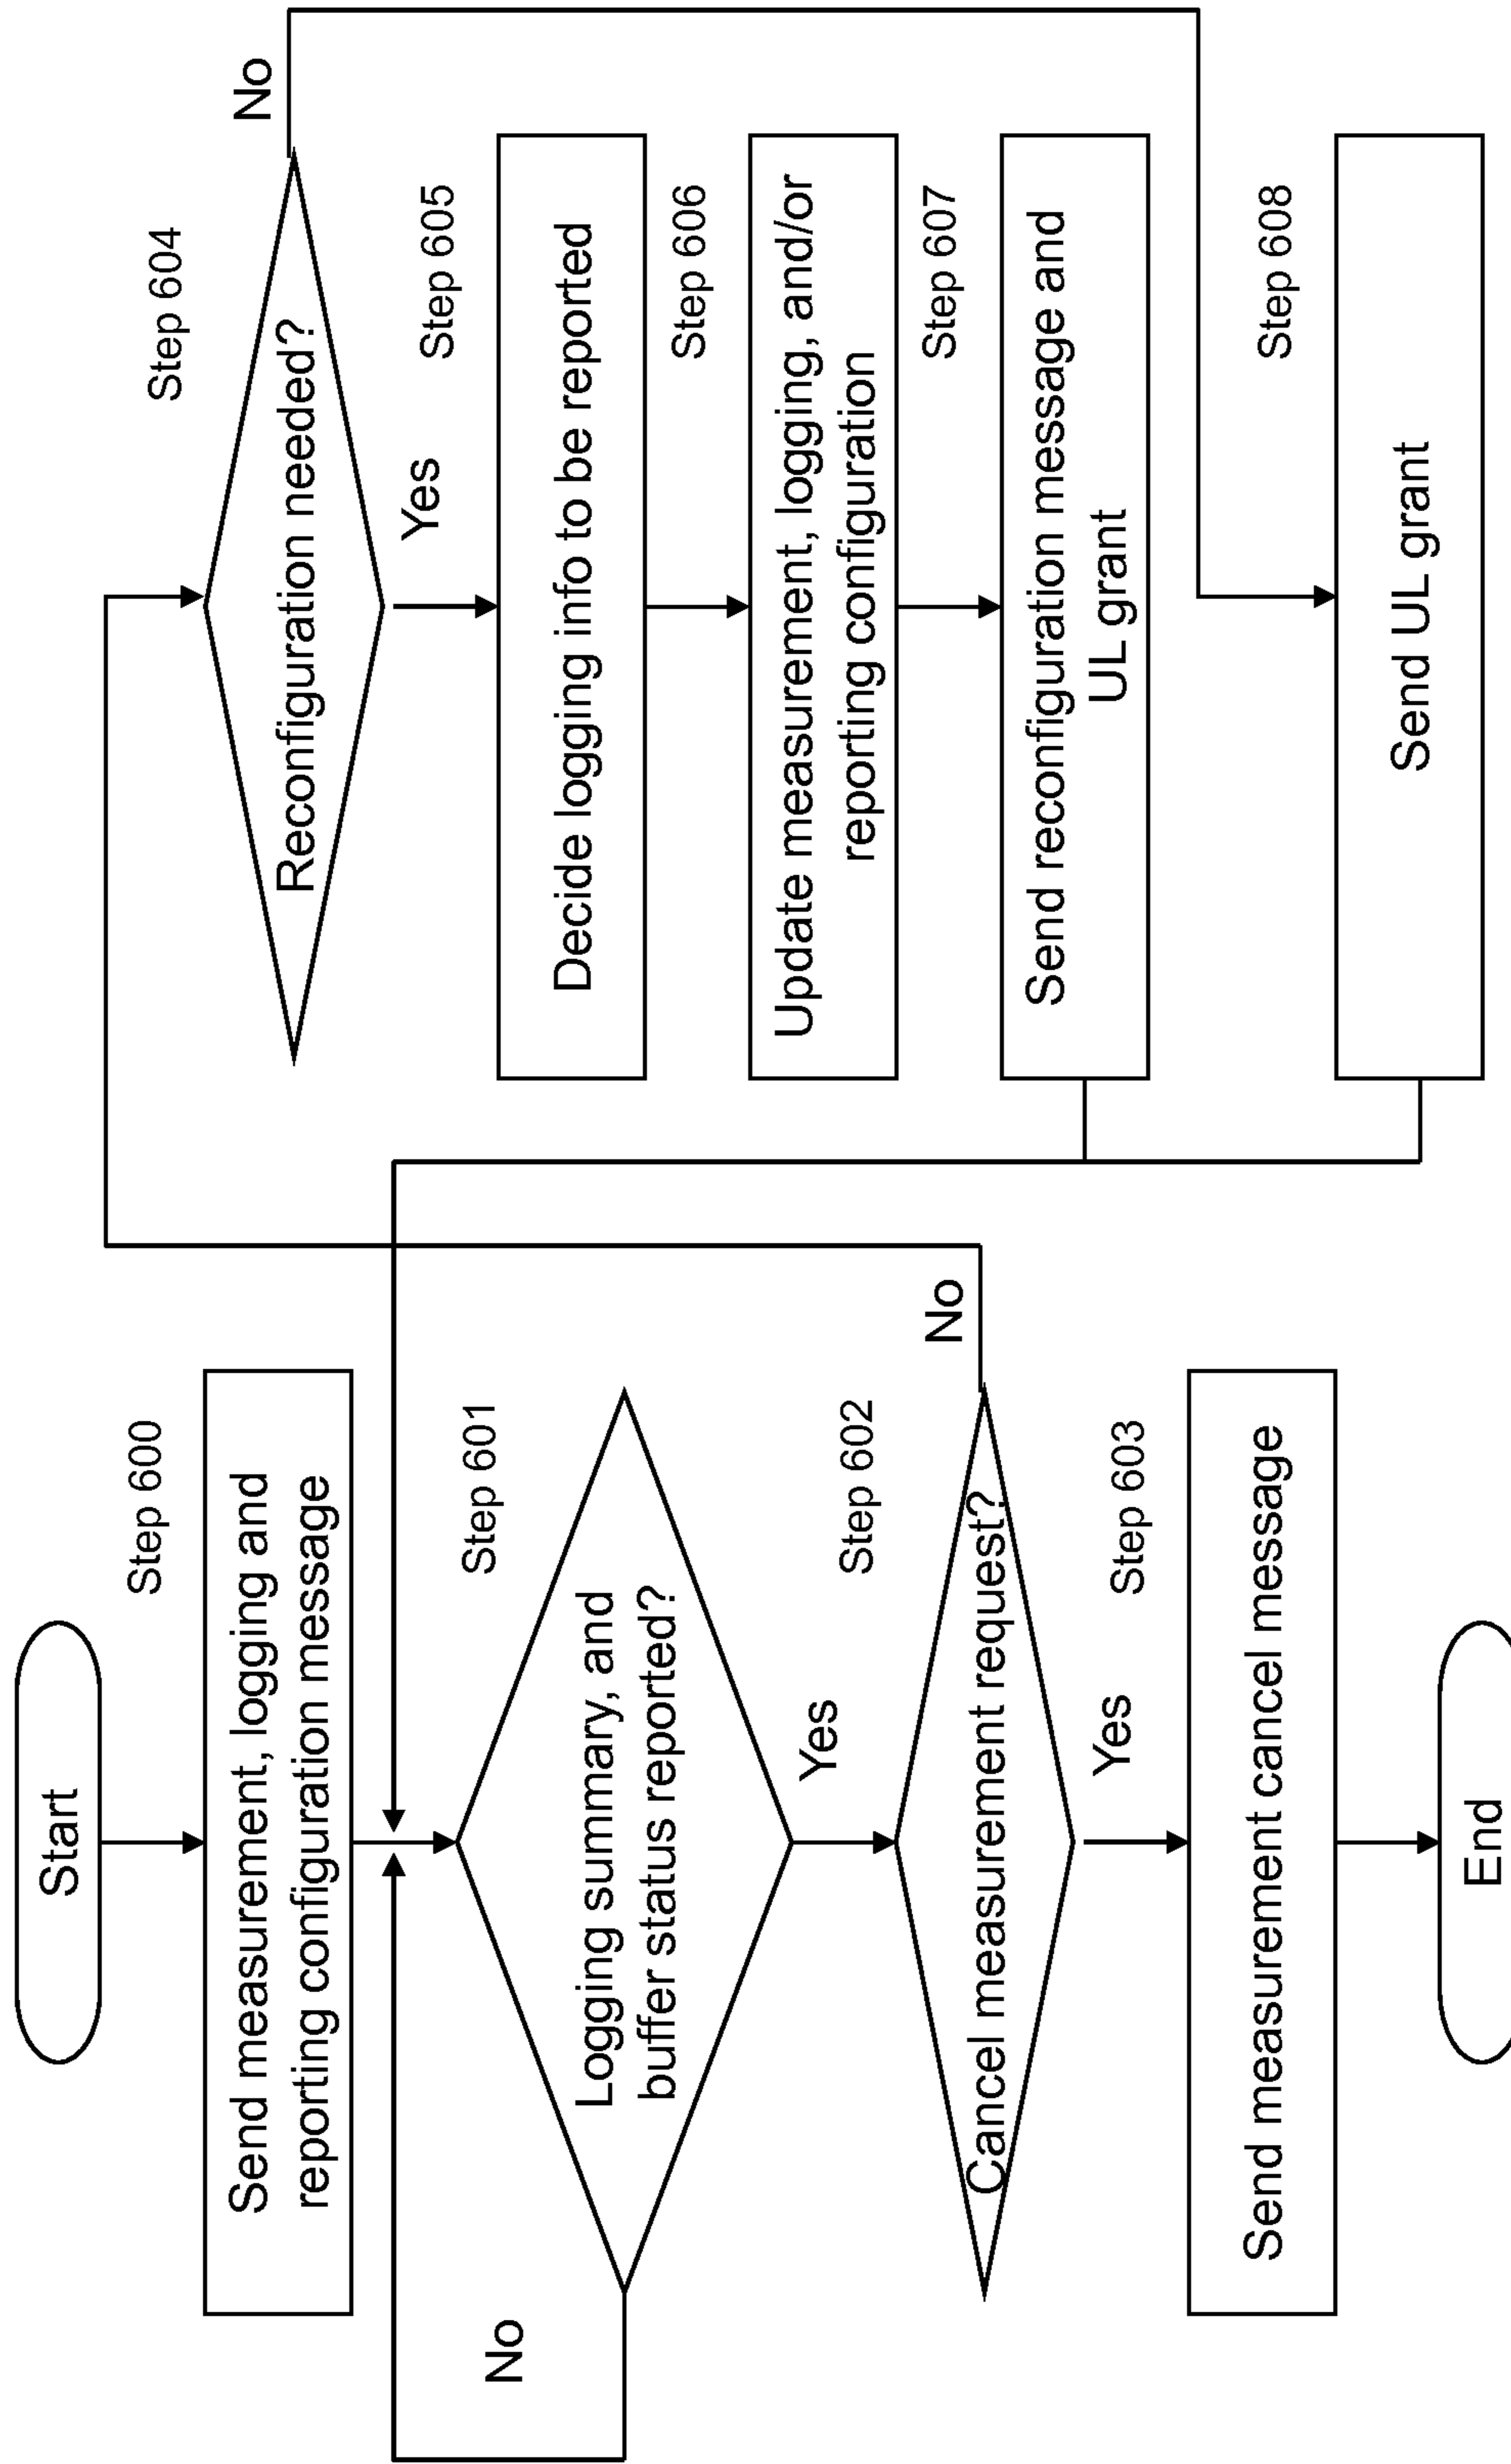 Start
Step 600
Send measurement, logging and
reporting configuration message
Step 601
Logging summary, and
buffer status reported?
No
Yes
Step 602
Cancel measurement request?
No
Yes
Step 603
Send measurement cancel message
End
Step 604
Reconfiguration needed?
No
Yes
Step 605
Decide logging info to be reported
Step 606
Update measurement, logging, and/or
reporting configuration
Step 607
Send reconfiguration message and
UL grant
Step 608
Send UL grant